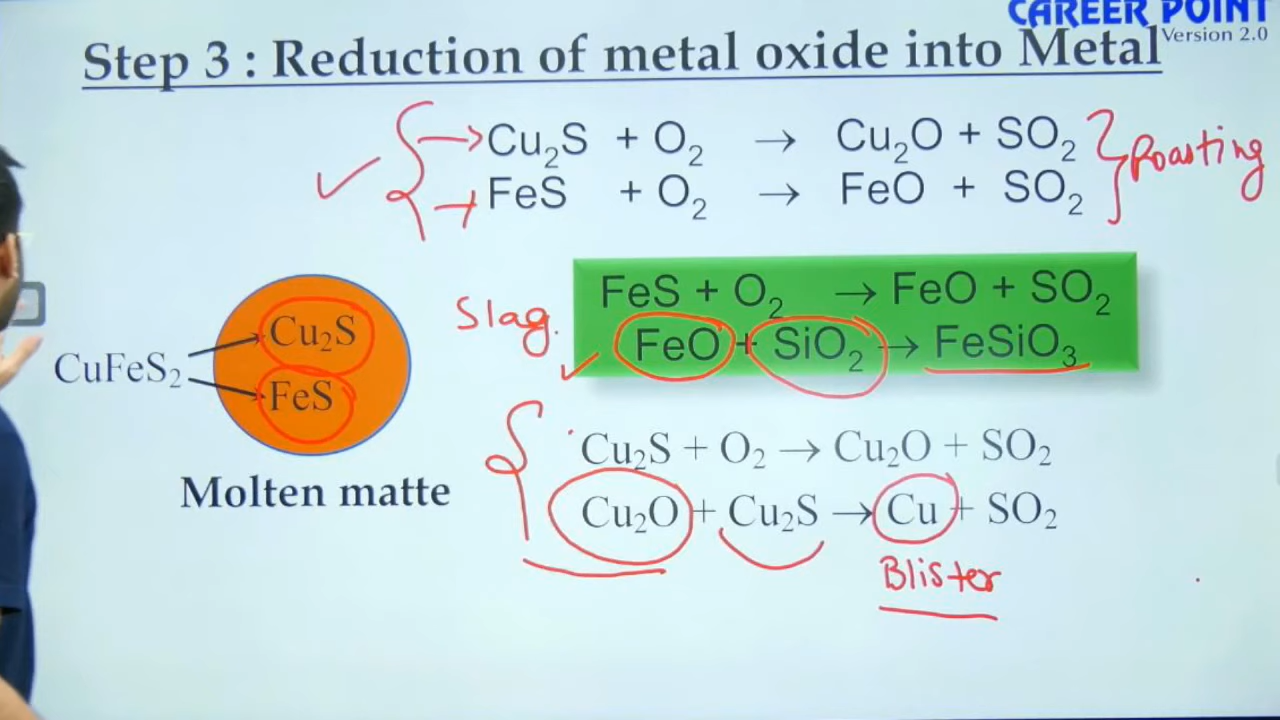 CAREER POINT
Version 2.0
Step 3 : Reduction of metal oxide into Metal
Cu₂S + O₂ → Cu₂O + SO₂
FeS + O₂ → FeO + SO₂
Roasting
FeS + O₂ → FeO + SO₂
Slag.
FeO + SiO₂ → FeSiO₃
Cu₂S
CuFeS₂
FeS
Molten matte
Cu₂S + O₂ → Cu₂O + SO₂
Cu₂O + Cu₂S → Cu + SO₂
Blister